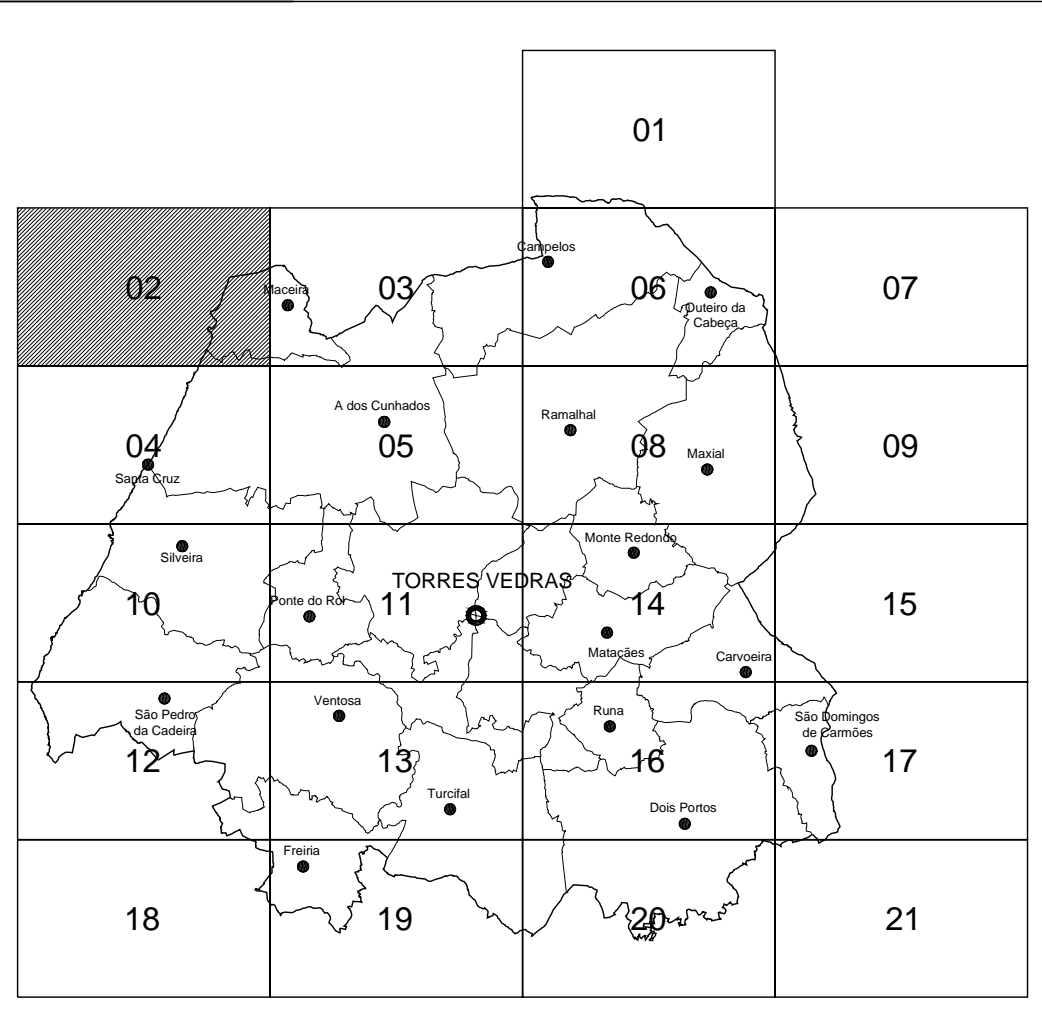 01
Campelos
02
Maceira
03
06
Outeiro da
Cabeça
07
04
Santa Cruz
A dos Cunhados
05
Ramalhal
08
Maxial
09
Silveira
10
Ponte do Rol
TORRES VEDRAS
11
Monte Redondo
14
Matacães
Carvoeira
15
São Pedro
da Cadeira
12
Ventosa
13
Turcifal
Runa
16
Dois Portos
São Domingos
de Carmões
17
18
Freiria
19
20
21